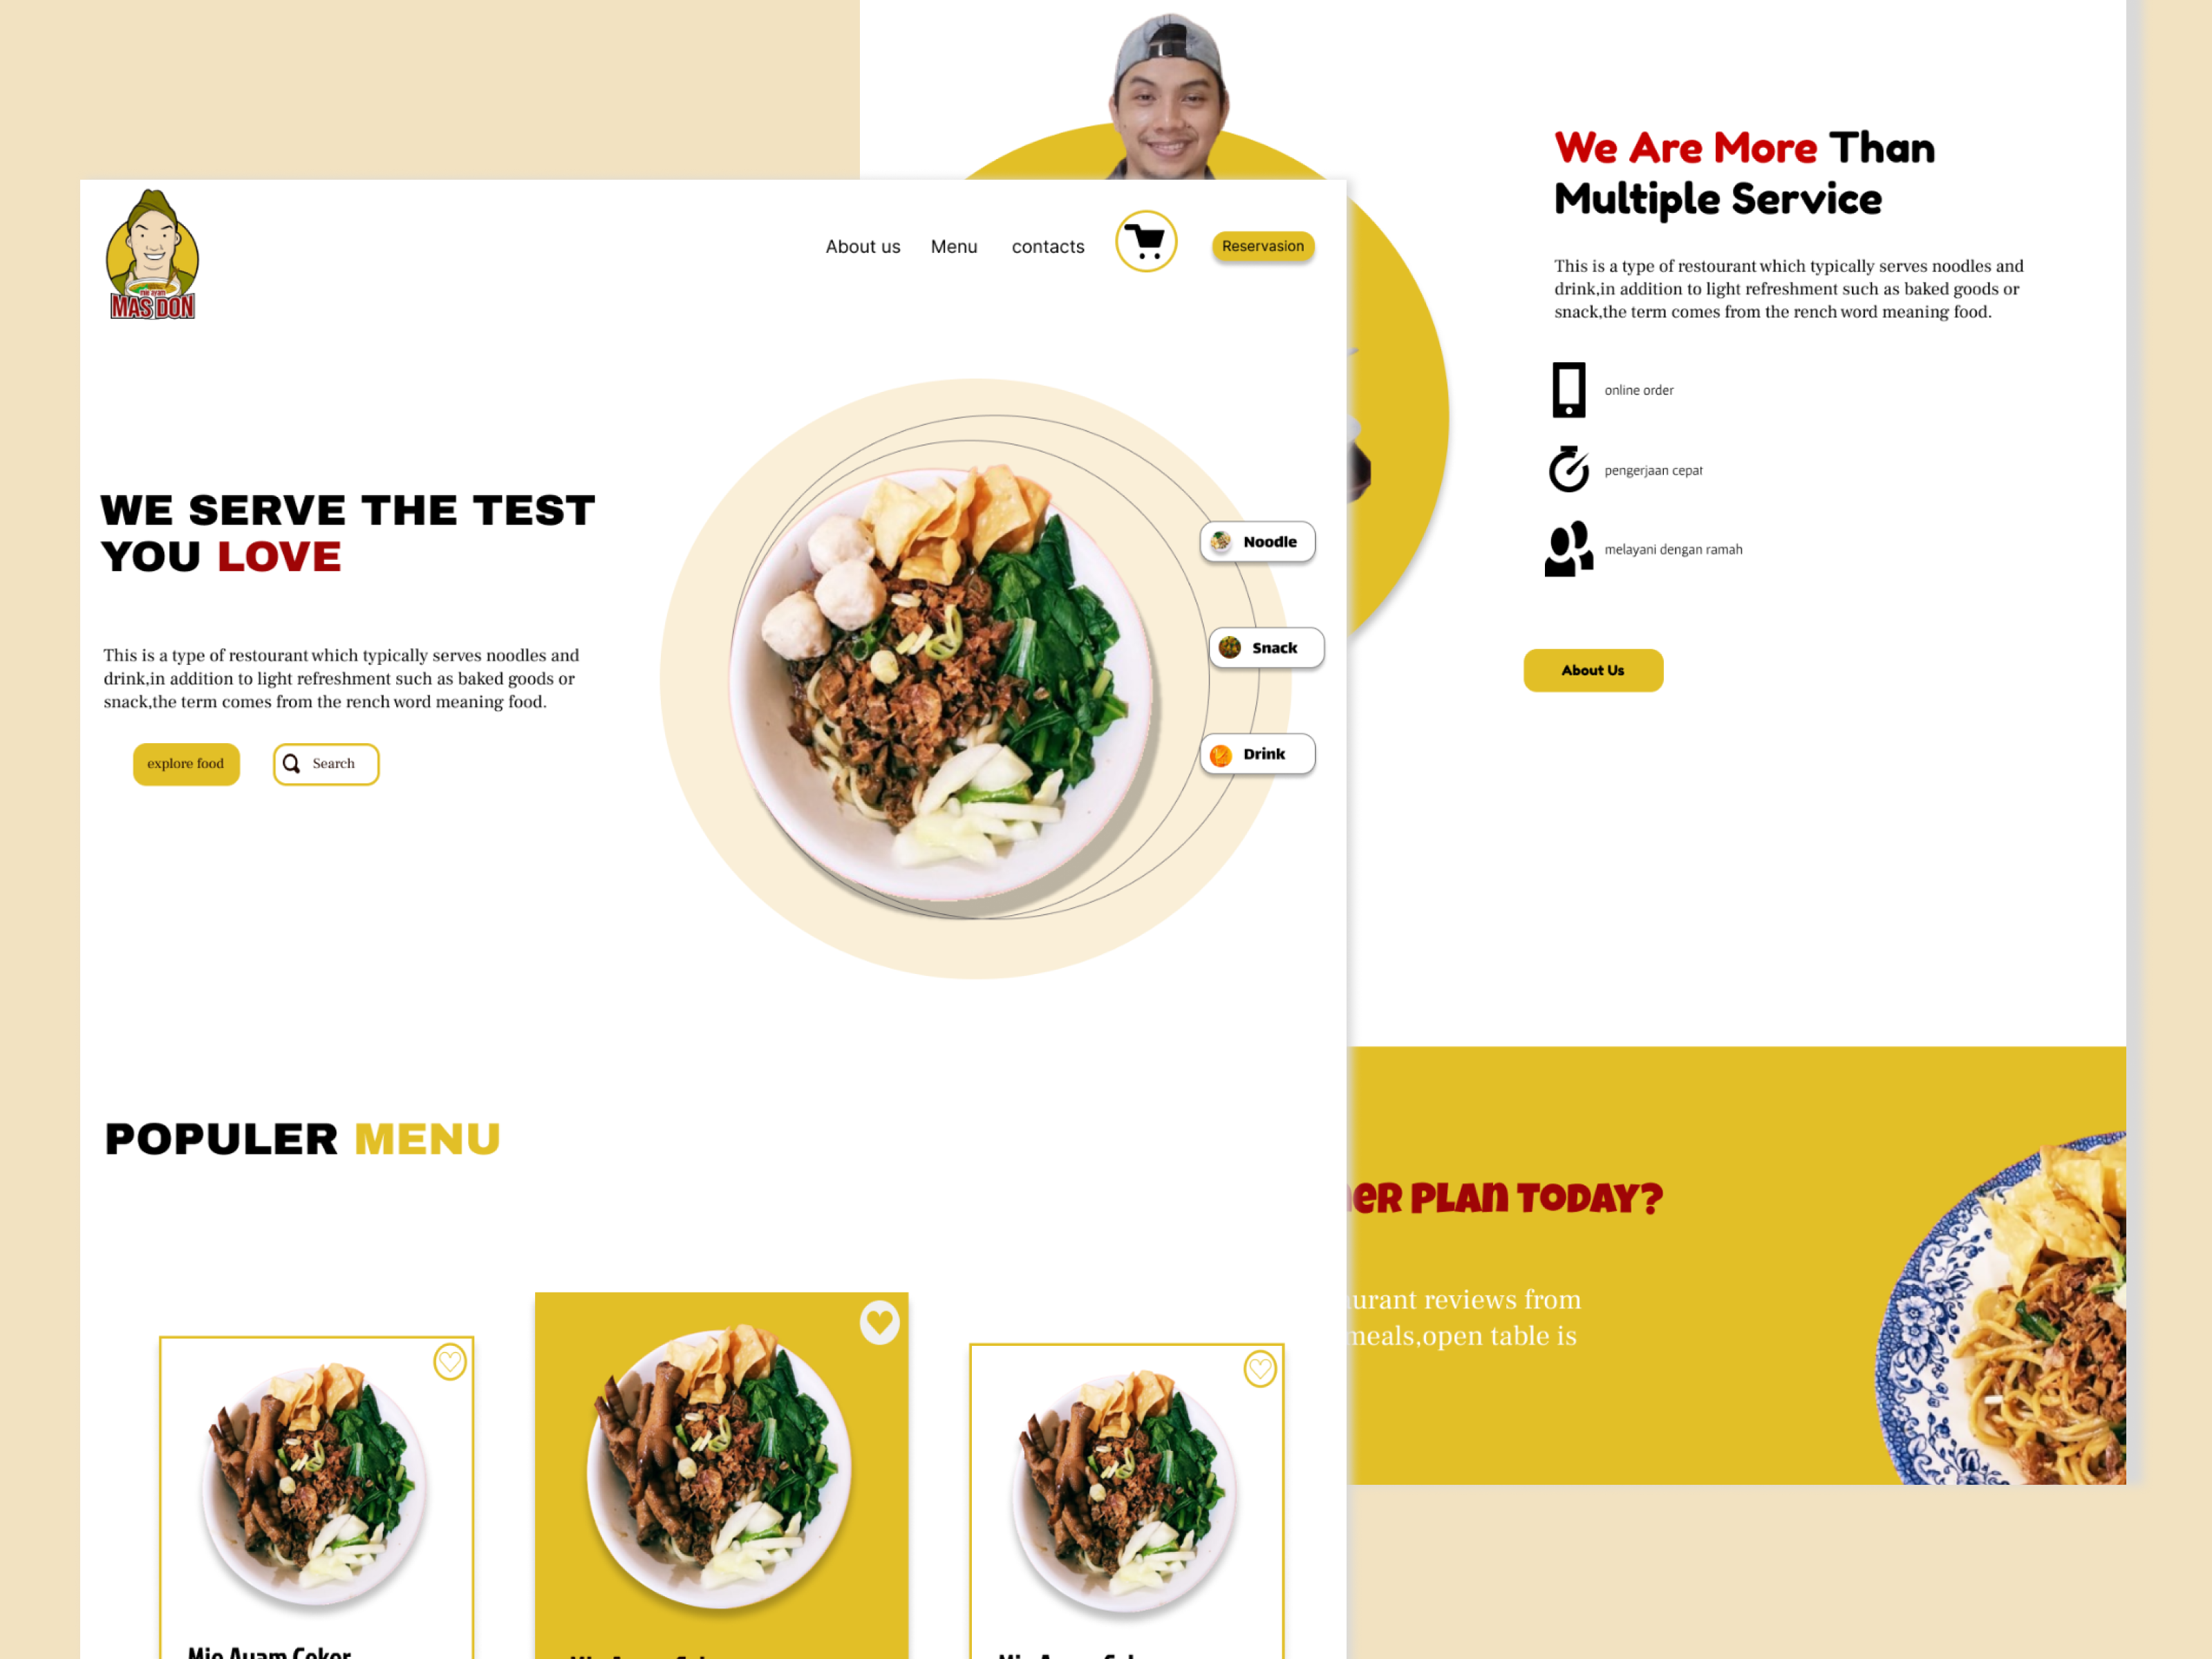 mie ayam
MAS DON
About us
Menu
contacts
Reservasion
WE SERVE THE TEST
YOU LOVE
This is a type of restourant which typically serves noodles and
drink,in addition to light refreshment such as baked goods or
snack,the term comes from the rench word meaning food.
explore food
Search
Noodle
Snack
Drink
POPULER MENU
Mie Ayam Ceker
We Are More Than
Multiple Service
This is a type of restourant which typically serves noodles and
drink,in addition to light refreshment such as baked goods or
snack,the term comes from the rench word meaning food.
online order
pengerjaan cepat
melayani dengan ramah
About Us
PLAN TODAY?
reviews from
meals,open table is